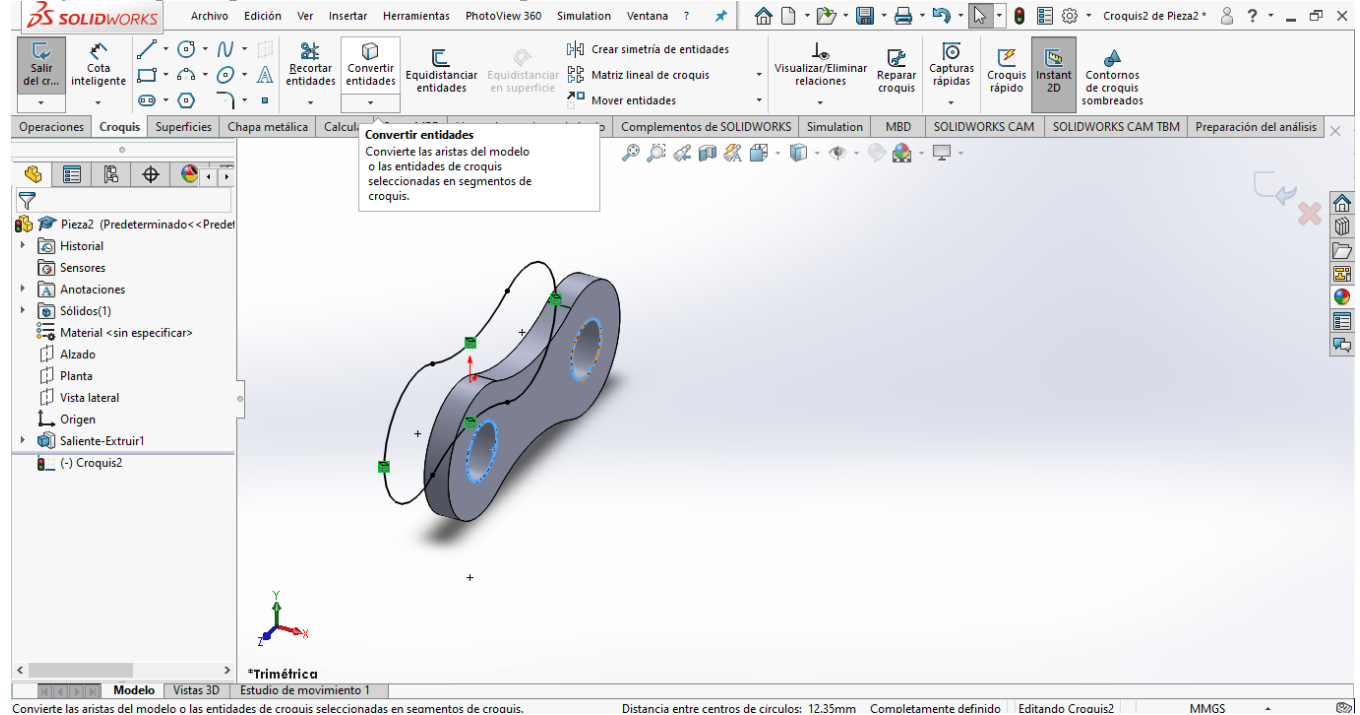 SOLIDWORKS
Archivo Edición Ver Insertar Herramientas PhotoView 360 Simulation Ventana ?
Croquis2 de Pieza2 *
?
Salir del cr...
Cota inteligente
Recortar entidades
Convertir entidades
Equidistanciar entidades
Equidistanciar en superficie
Crear simetría de entidades
Matriz lineal de croquis
Mover entidades
Visualizar/Eliminar relaciones
Reparar croquis
Capturas rápidas
Croquis rápido
Instant 2D
Contornos de croquis sombreados
Operaciones Croquis Superficies Chapa metálica Complementos de SOLIDWORKS Simulation MBD SOLIDWORKS CAM SOLIDWORKS CAM TBM Preparación del análisis
Convertir entidades
Convierte las aristas del modelo
o las entidades de croquis
seleccionadas en segmentos de
croquis.
Pieza2 (Predeterminado<<Predet
Historial
Sensores
Anotaciones
Sólidos(1)
Material <sin especificar>
Alzado
Planta
Vista lateral
Origen
Saliente-Extruir1
(-) Croquis2
Y
X
Z
*Trimétrica
Modelo Vistas 3D Estudio de movimiento 1
Convierte las aristas del modelo o las entidades de croquis seleccionadas en segmentos de croquis. Distancia entre centros de círculos: 12.35mm Completamente definido Editando Croquis2 MMGS